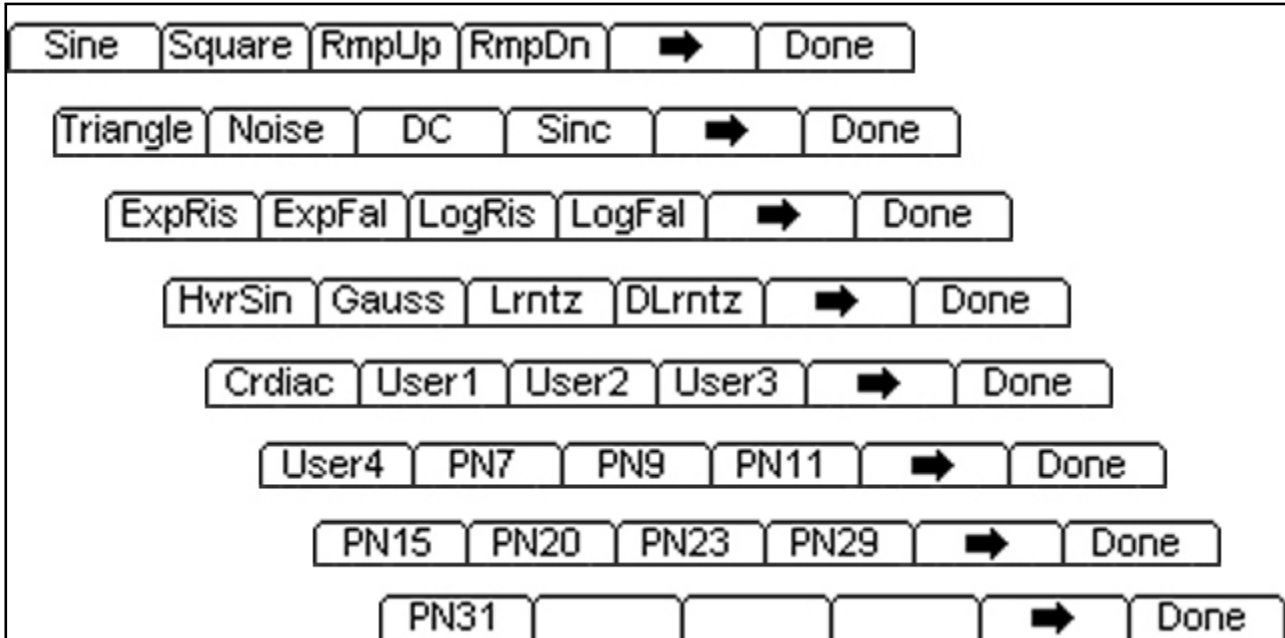 Sine Square RmpUp RmpDn Done
Triangle Noise DC Sinc Done
ExpRis ExpFal LogRis LogFal Done
HvrSin Gauss Lrntz DLrntz Done
Crdiac User1 User2 User3 Done
User4 PN7 PN9 PN11 Done
PN15 PN20 PN23 PN29 Done
PN31 Done